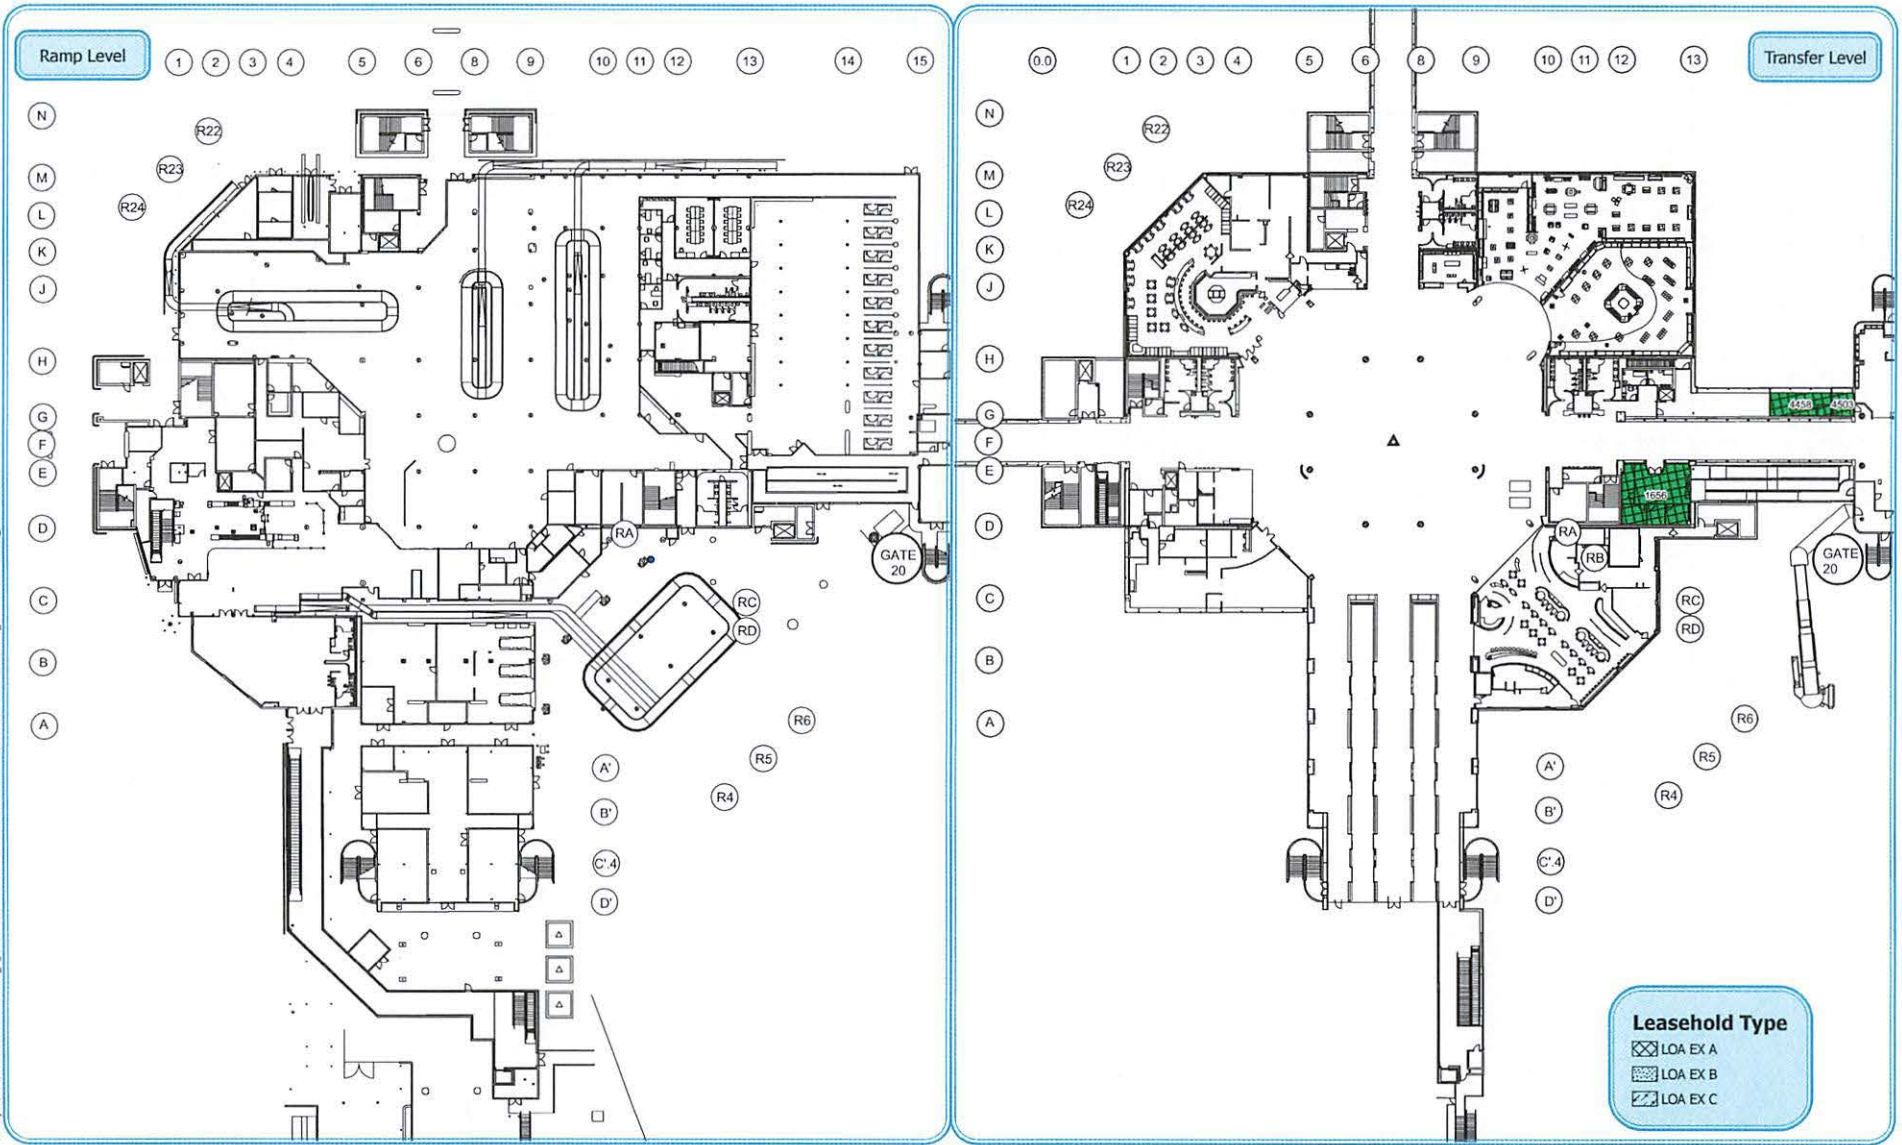 Ramp Level
1 2 3 4 5 6 8 9 10 11 12 13 14 15
N
R22
R23
M
R24
L
K
J
H
G
F
E
D
RA
GATE
20
C
RC
RD
B
A
R6
R5
A'
R4
B'
C'.4
D'
Transfer Level
0.0 1 2 3 4 5 6 8 9 10 11 12 13
N
R22
R23
M
R24
L
K
J
H
G
4458 4503
F
E
1656
D
RA
RB
GATE
20
C
RC
RD
B
A
R6
R5
A'
R4
B'
C'.4
D'
Leasehold Type
LOA EX A
LOA EX B
LOA EX C